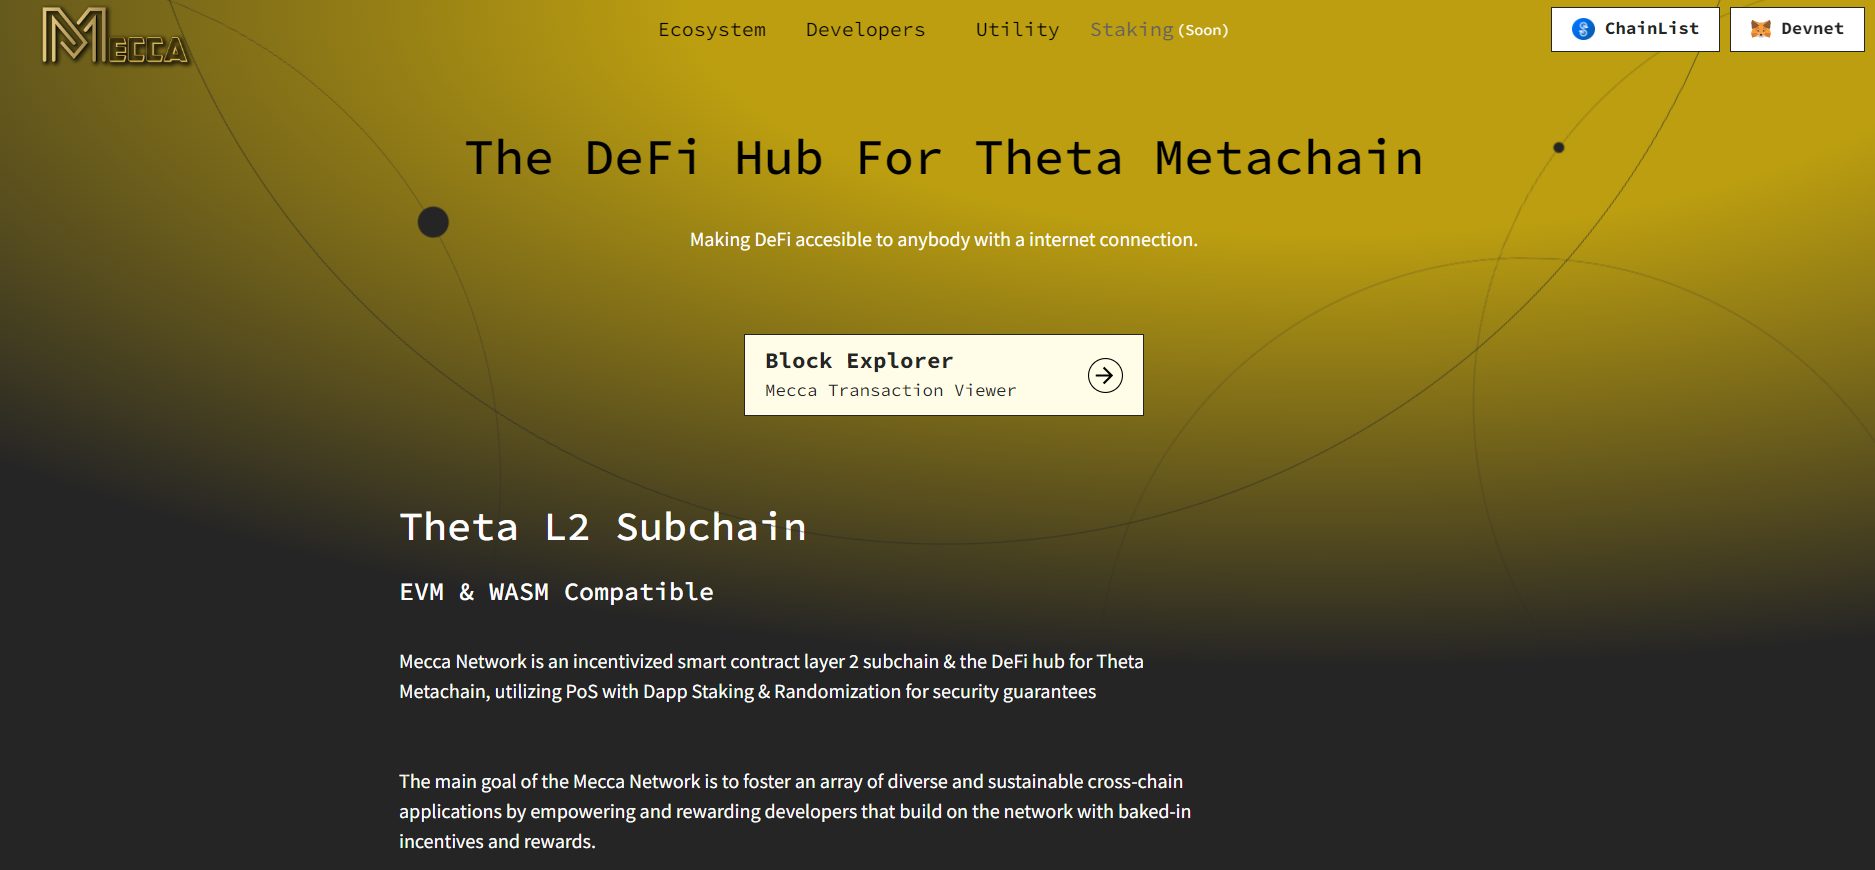 MECCA
Ecosystem
Developers
Utility
Staking (Soon)
ChainList
Devnet
The DeFi Hub For Theta Metachain
Making DeFi accesible to anybody with a internet connection.
Block Explorer
Mecca Transaction Viewer
Theta L2 Subchain
EVM & WASM Compatible
Mecca Network is an incentivized smart contract layer 2 subchain & the DeFi hub for Theta
Metachain, utilizing PoS with Dapp Staking & Randomization for security guarantees
The main goal of the Mecca Network is to foster an array of diverse and sustainable cross-chain
applications by empowering and rewarding developers that build on the network with baked-in
incentives and rewards.